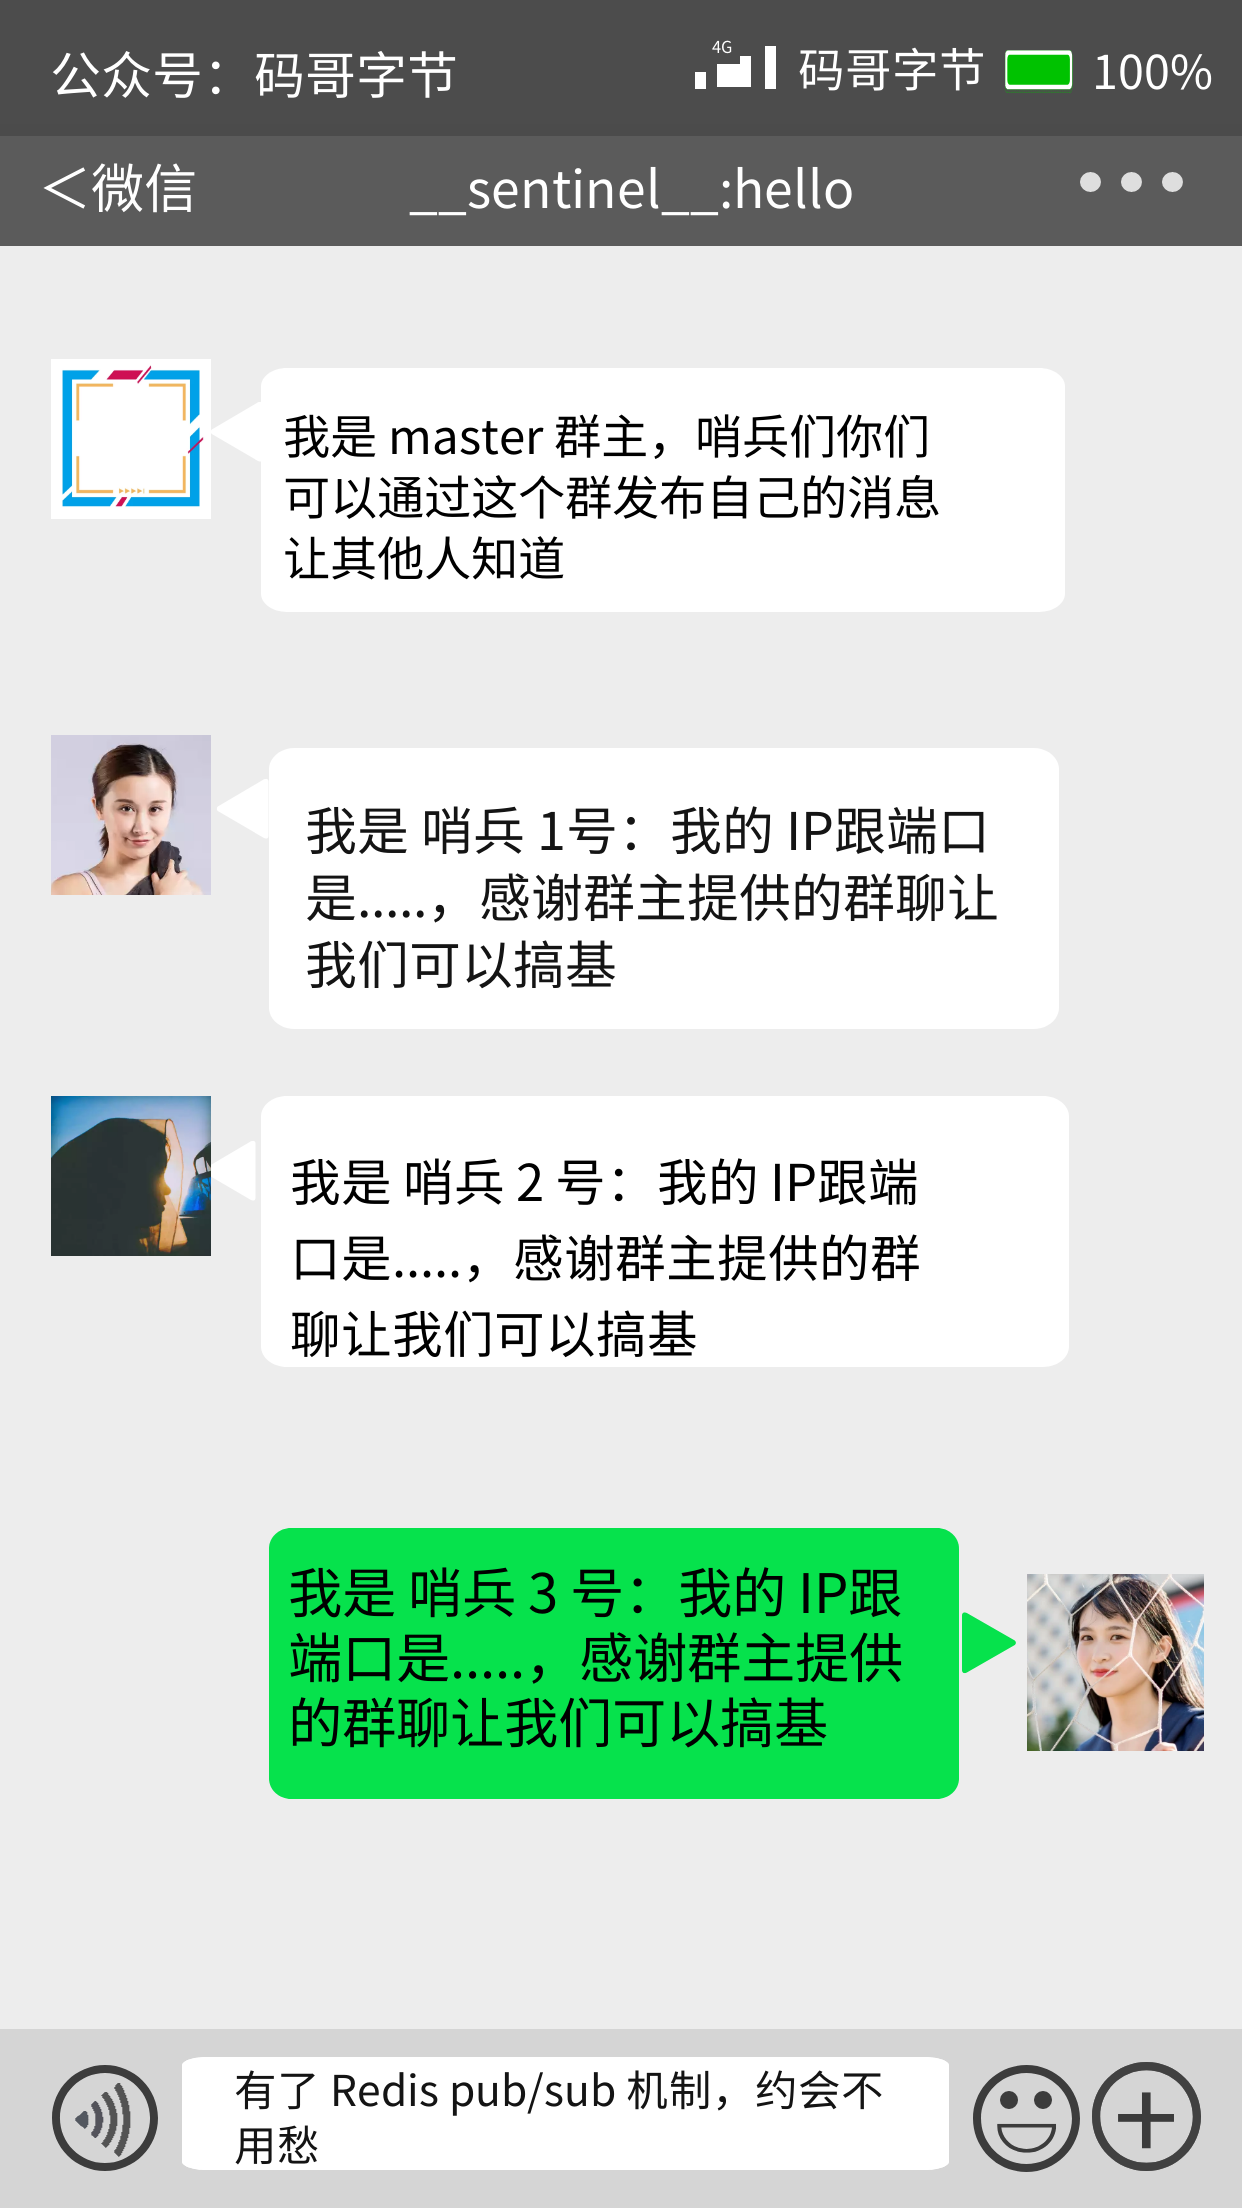 公众号：码哥字节
4G
码哥字节
100%
＜微信
__sentinel__:hello
我是 master 群主，哨兵们你们
可以通过这个群发布自己的消息
让其他人知道
我是 哨兵 1号：我的 IP跟端口
是.....，感谢群主提供的群聊让
我们可以搞基
我是 哨兵 2 号：我的 IP跟端
口是.....，感谢群主提供的群
聊让我们可以搞基
我是 哨兵 3 号：我的 IP跟
端口是.....，感谢群主提供
的群聊让我们可以搞基
有了 Redis pub/sub 机制，约会不
用愁